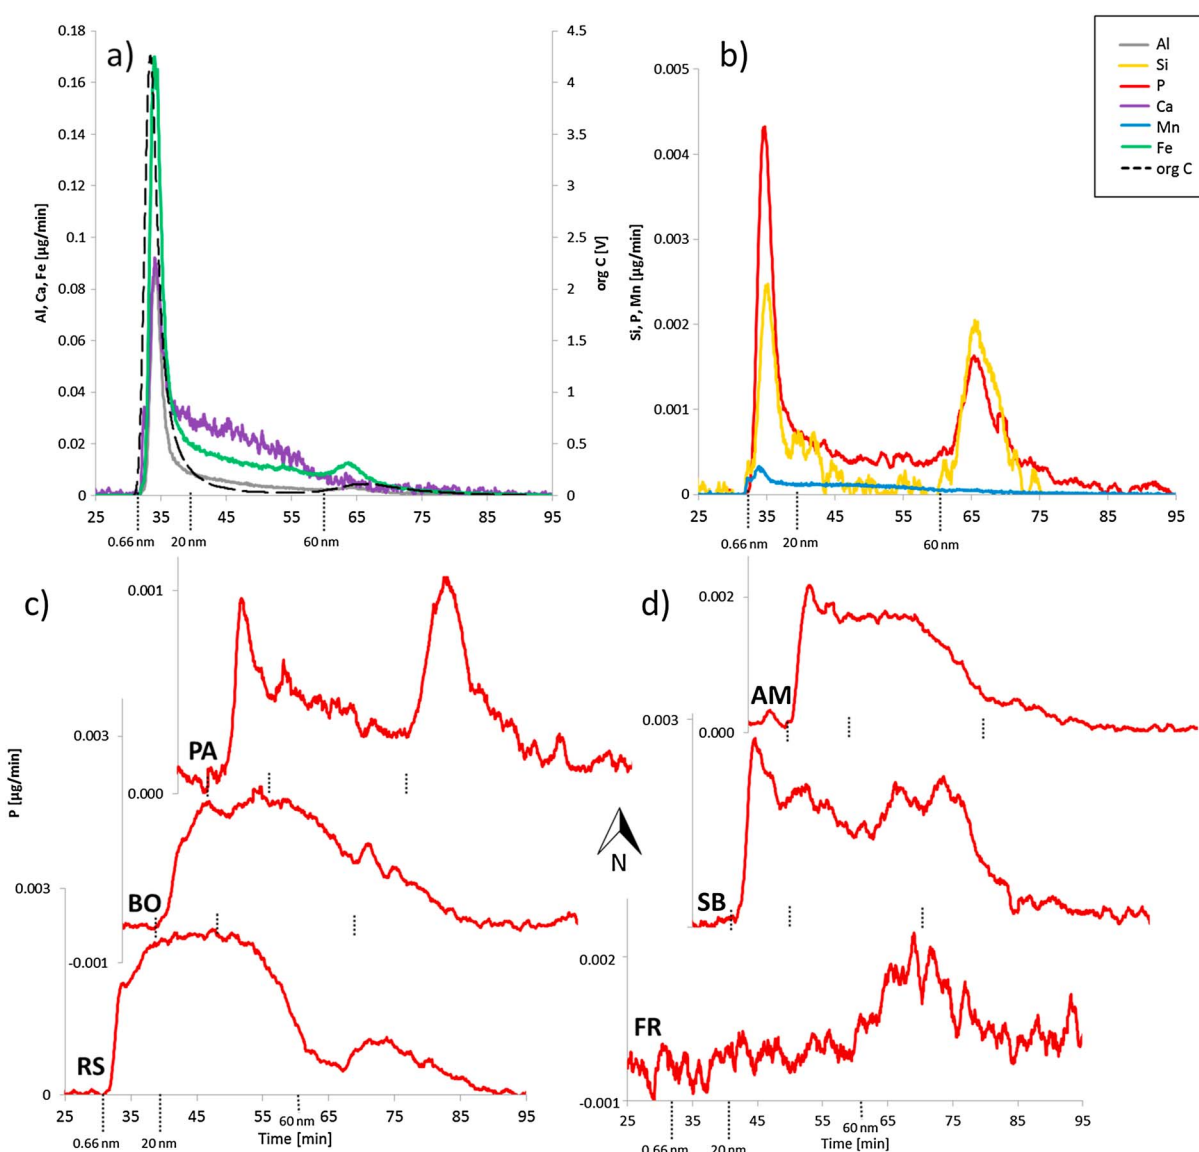 a)
0.18
0.16
0.14
0.12
0.1
0.08
0.06
0.04
0.02
0
Al, Ca, Fe [µg/min]
4.5
4
3.5
3
2.5
2
1.5
1
0.5
0
org C [V]
25 35 45 55 65 75 85 95
0.66 nm 20 nm 60 nm
b)
0.005
0.004
0.003
0.002
0.001
0
Si, P, Mn [µg/min]
25 35 45 55 65 75 85 95
0.66 nm 20 nm 60 nm
Al
Si
P
Ca
Mn
Fe
org C
c)
P [µg/min]
0.001
PA
0.000
0.003
BO
-0.001
0.003
RS
0
25 35 45 55 65 75 85 95
0.66 nm 20 nm 60 nm
Time [min]
N
d)
0.002
AM
0.000
0.003
SB
0.002
FR
-0.001
25 35 45 55 65 75 85 95
0.66 nm 20 nm 60 nm
Time [min]